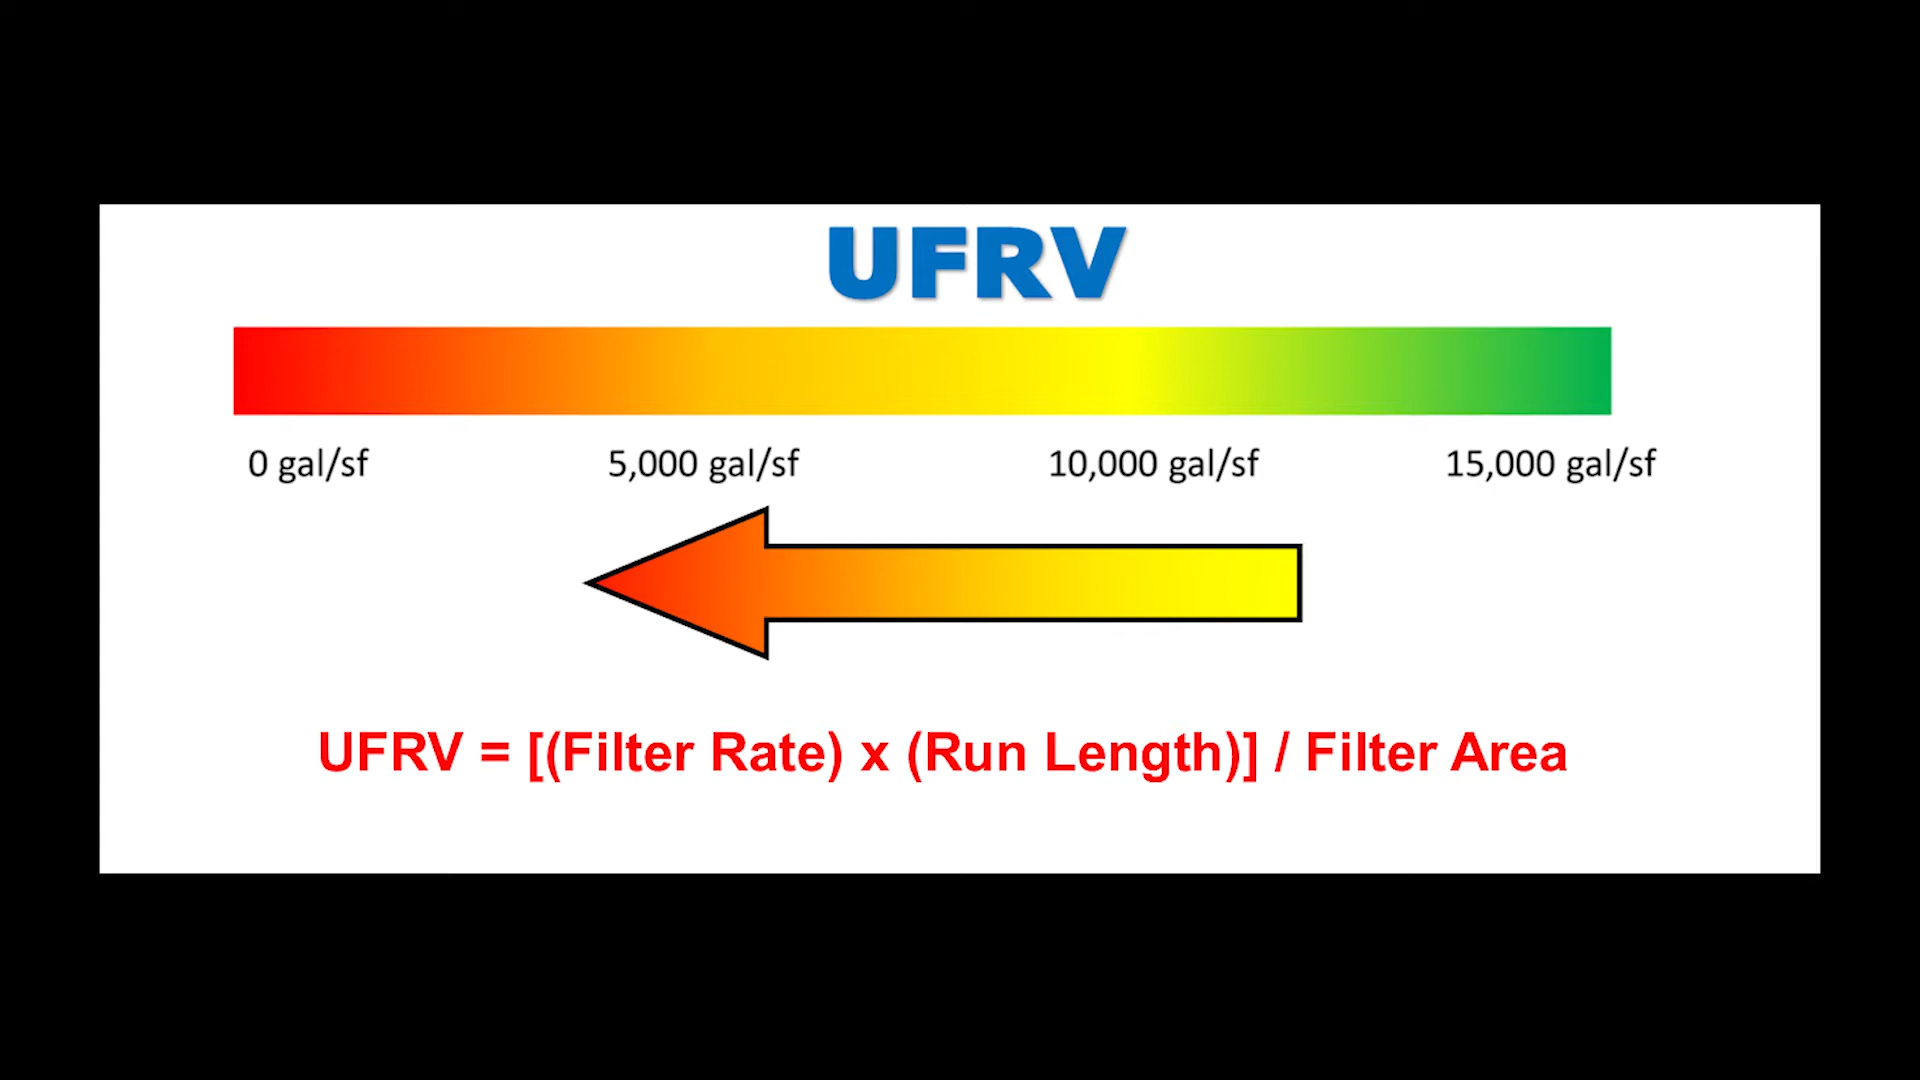 UFRV
0 gal/sf 5,000 gal/sf 10,000 gal/sf 15,000 gal/sf
UFRV = [(Filter Rate) x (Run Length)] / Filter Area